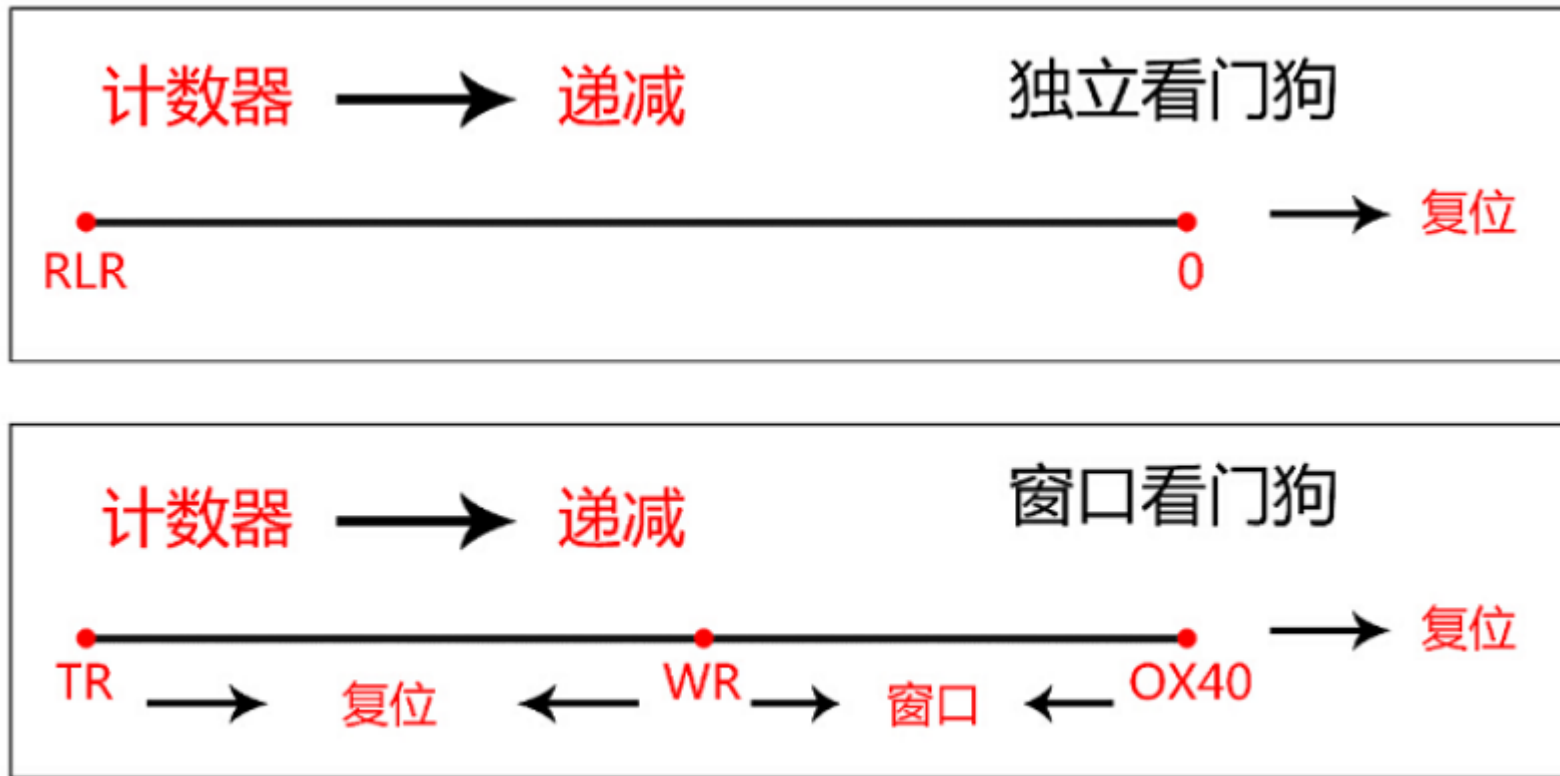 计数器 递减 独立看门狗
复位
RLR 0
计数器 递减 窗口看门狗
复位
TR 复位 WR 窗口 OX40